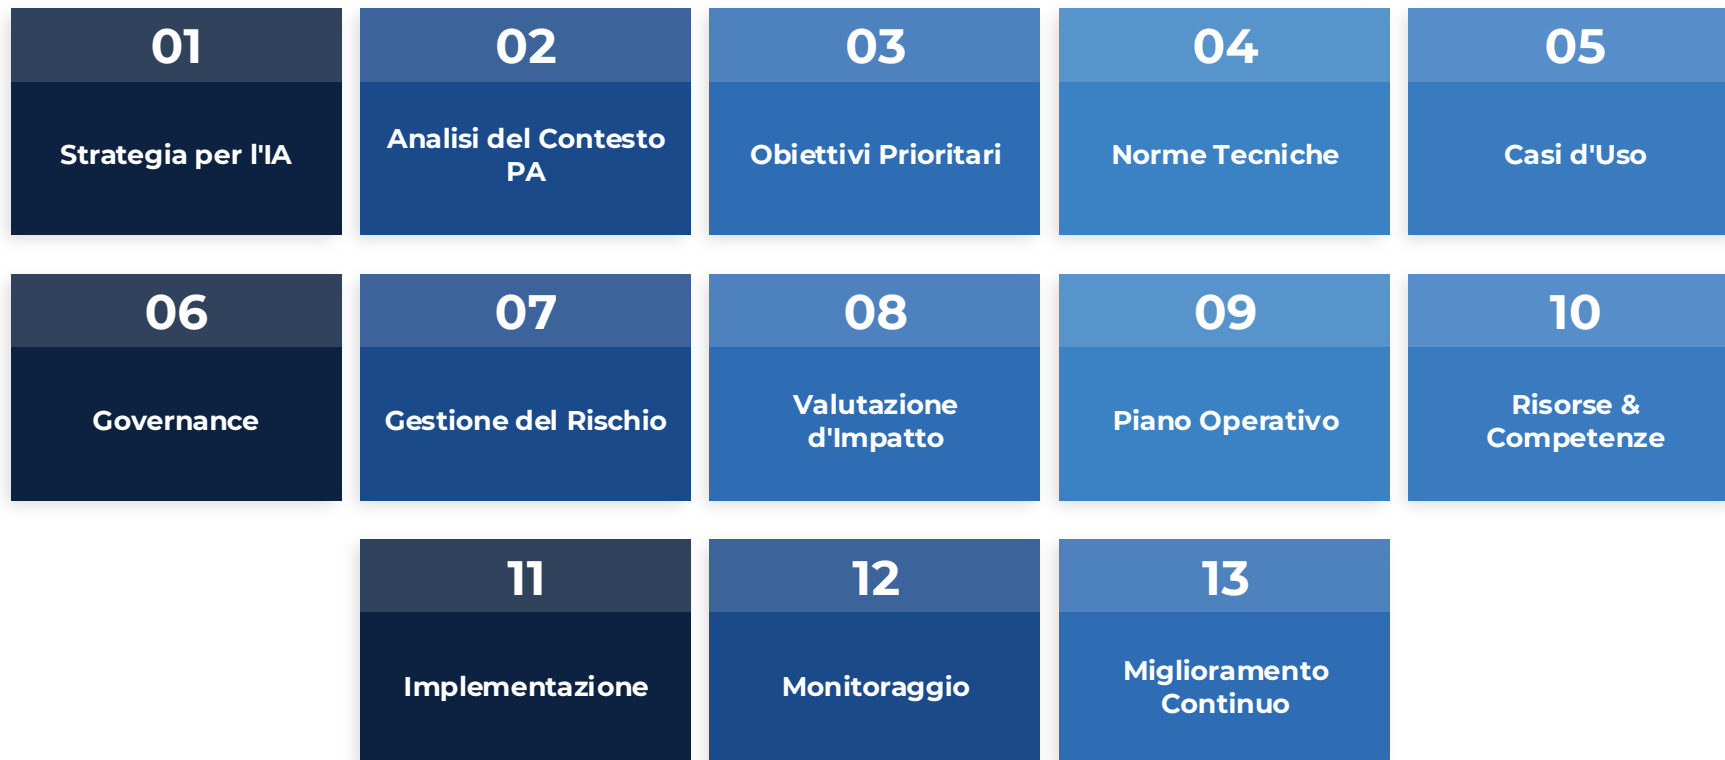 01
Strategia per l'IA
02
Analisi del Contesto
PA
03
Obiettivi Prioritari
04
Norme Tecniche
05
Casi d'Uso
06
Governance
07
Gestione del Rischio
08
Valutazione
d'Impatto
09
Piano Operativo
10
Risorse &
Competenze
11
Implementazione
12
Monitoraggio
13
Miglioramento
Continuo